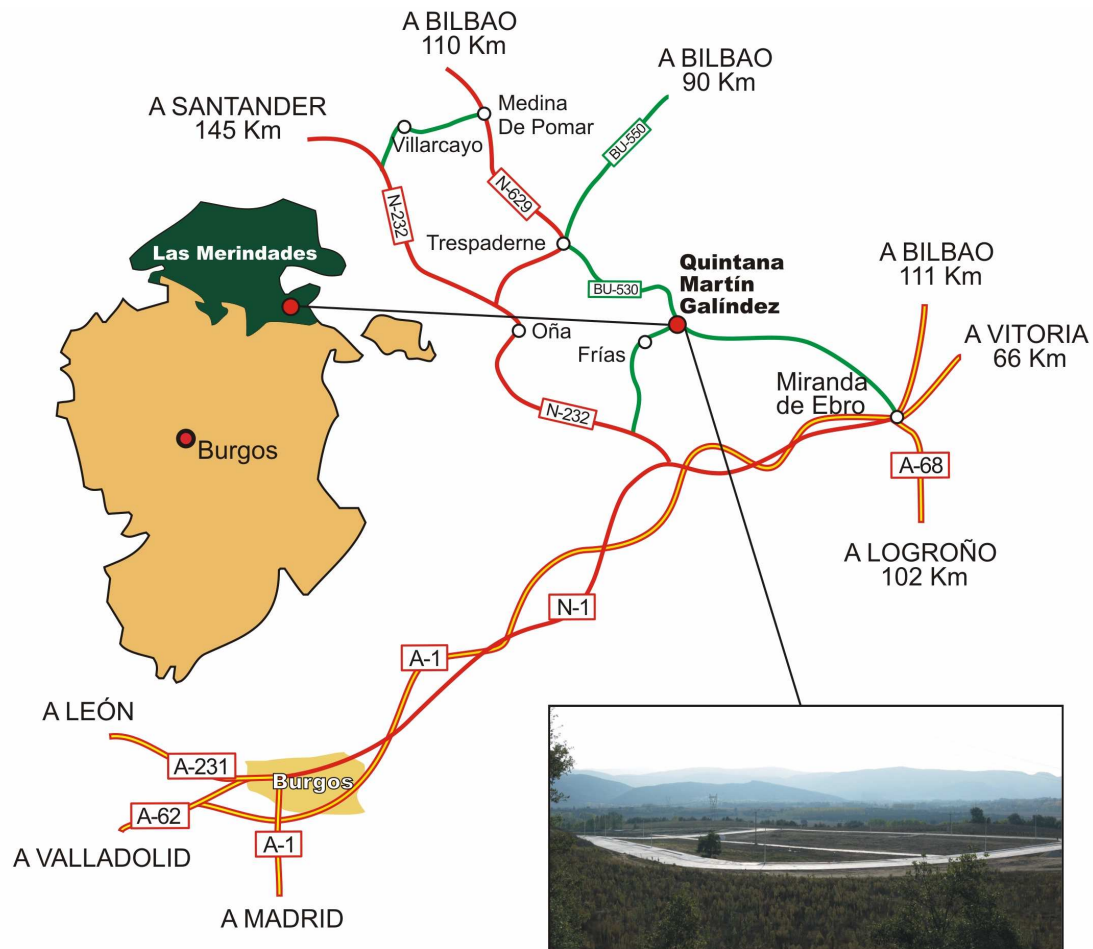 A BILBAO
110 Km
A BILBAO
90 Km
A SANTANDER
145 Km
Medina
De Pomar
Villarcayo
BU-550
N-629
N-232
Trespaderne
Las Merindades
BU-530
Quintana
Martín
Galíndez
A BILBAO
111 Km
A VITORIA
66 Km
Oña
Frías
Miranda
de Ebro
N-232
Burgos
A-68
A LOGROÑO
102 Km
N-1
A-1
A LEÓN
A-231
Burgos
A-62
A-1
A VALLADOLID
A MADRID